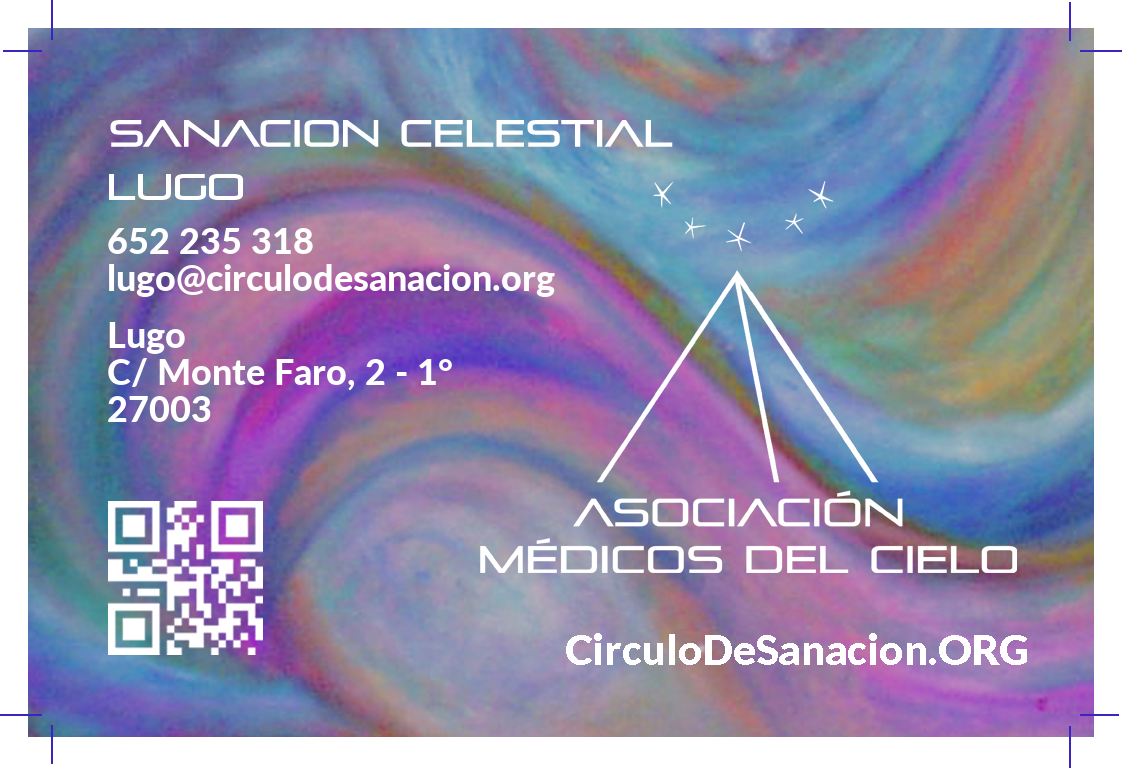 SANACION CELESTIAL
LUGO
652 235 318
lugo@circulodesanacion.org
Lugo
C/ Monte Faro, 2 - 1º
27003
ASOCIACIÓN
MÉDICOS DEL CIELO
CirculoDeSanacion.ORG